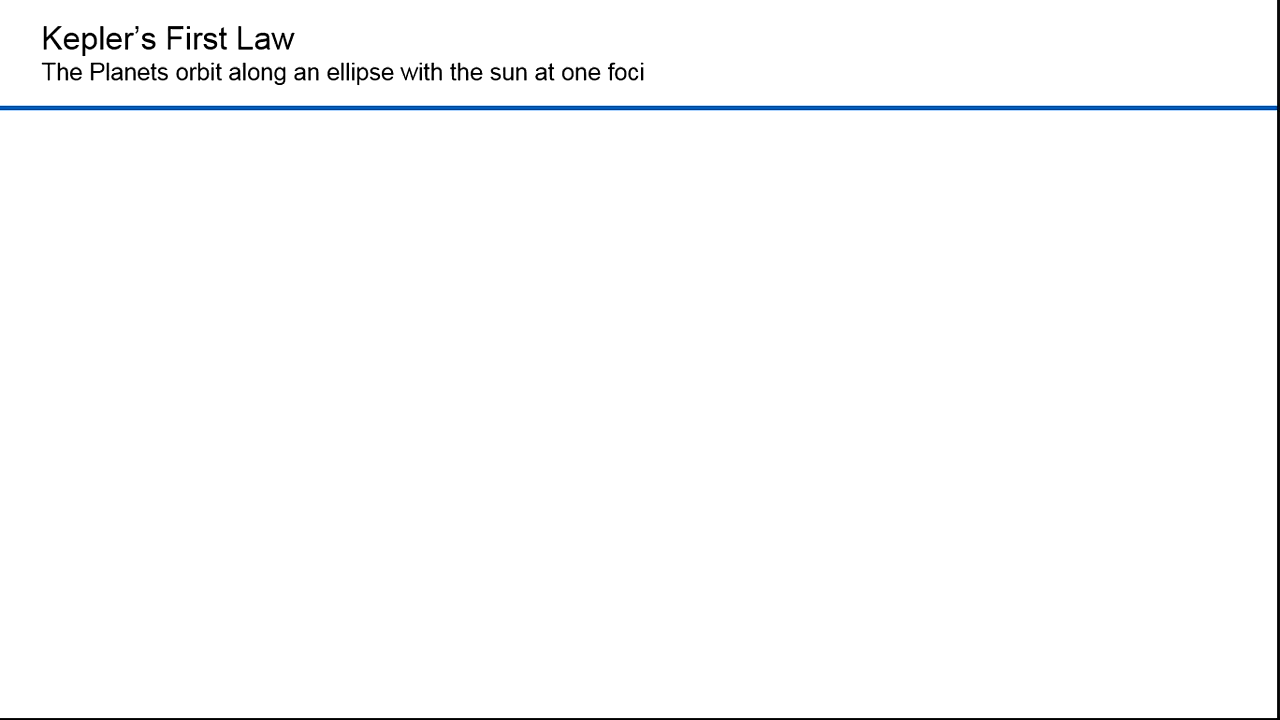 Kepler’s First Law
The Planets orbit along an ellipse with the sun at one foci